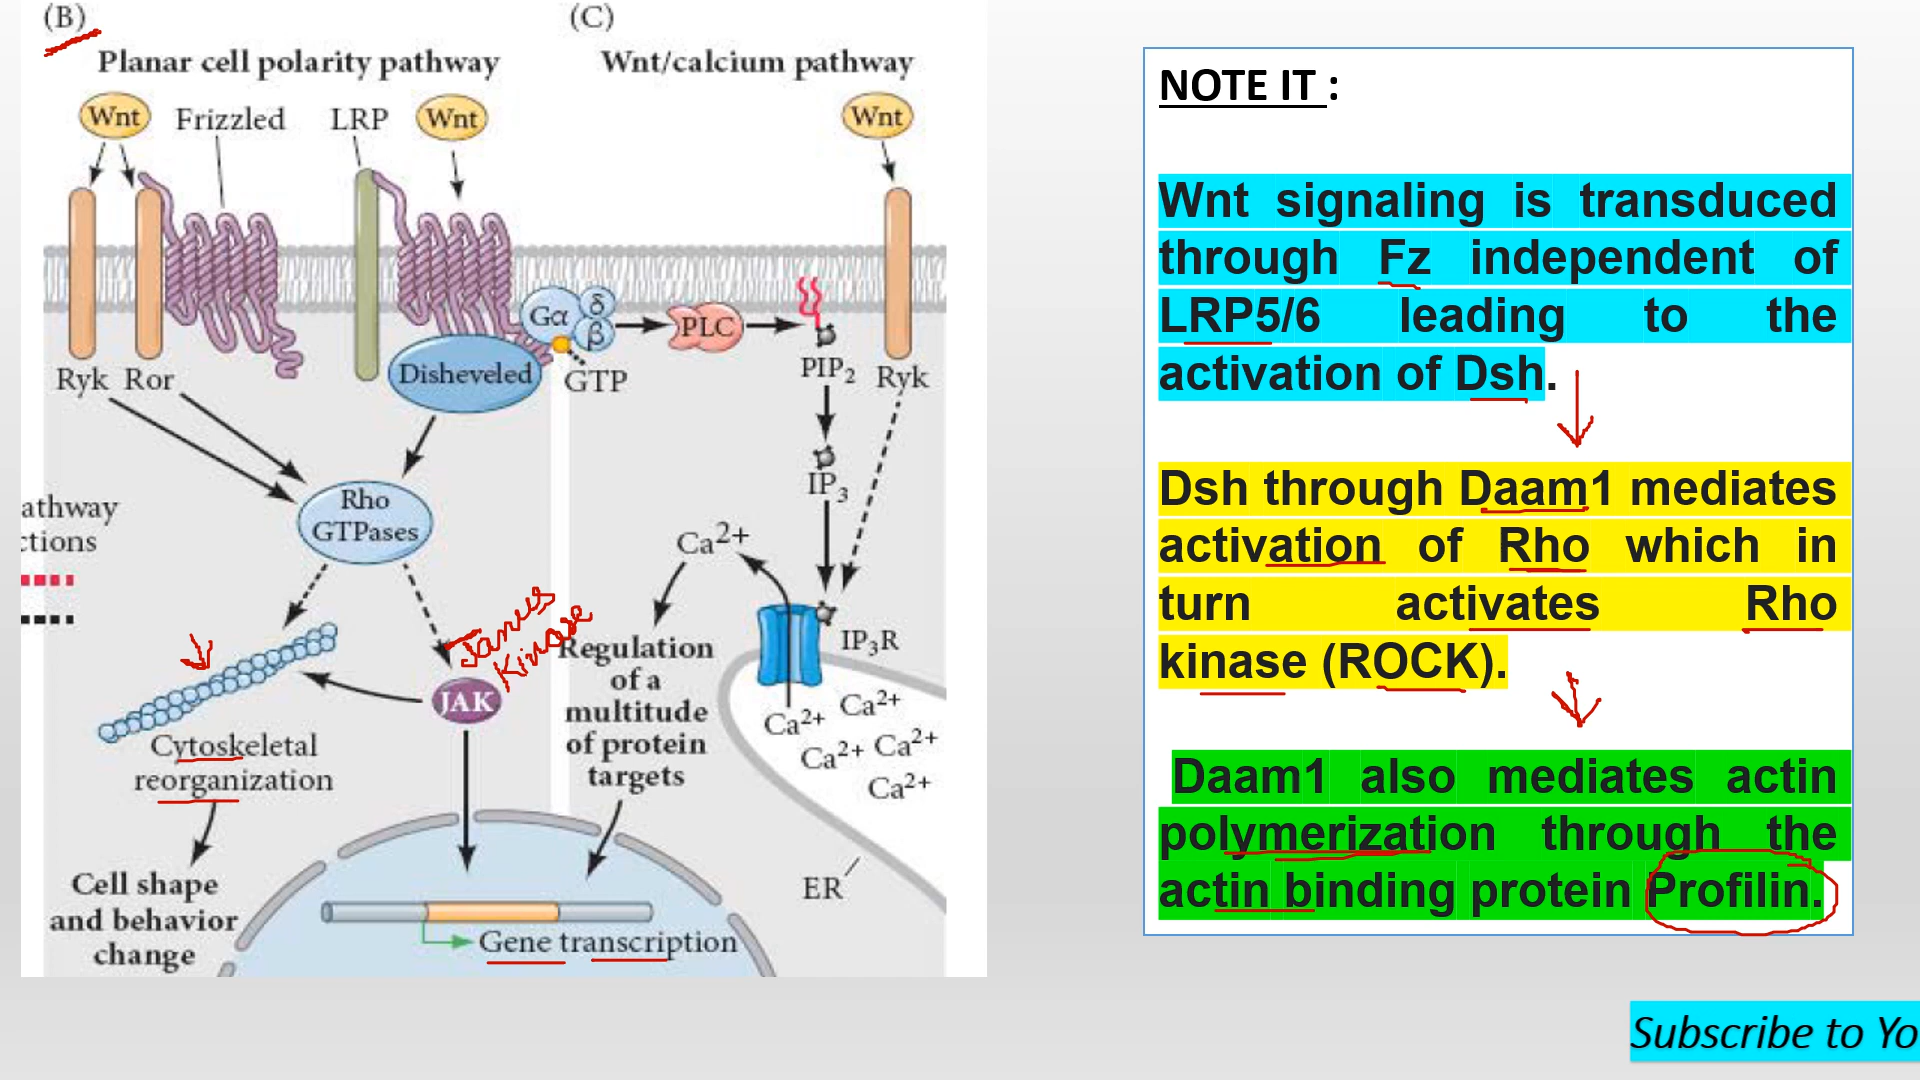 (B)
Planar cell polarity pathway
Wnt
Frizzled
LRP
Wnt
Ryk
Ror
Disheveled
Rho
GTPases
athway
ctions
Janus
Kinase
JAK
Cytoskeletal
reorganization
Cell shape
and behavior
change
Gene transcription
(C)
Wnt/calcium pathway
Wnt
Gα
δ
β
GTP
PLC
PIP2
Ryk
IP3
Ca2+
IP3R
Regulation
of a
multitude
of protein
targets
Ca2+
Ca2+
Ca2+
Ca2+
Ca2+
ER
NOTE IT :
Wnt signaling is transduced
through Fz independent of
LRP5/6 leading to the
activation of Dsh.
Dsh through Daam1 mediates
activation of Rho which in
turn activates Rho
kinase (ROCK).
Daam1 also mediates actin
polymerization through the
actin binding protein Profilin.
Subscribe to Yo